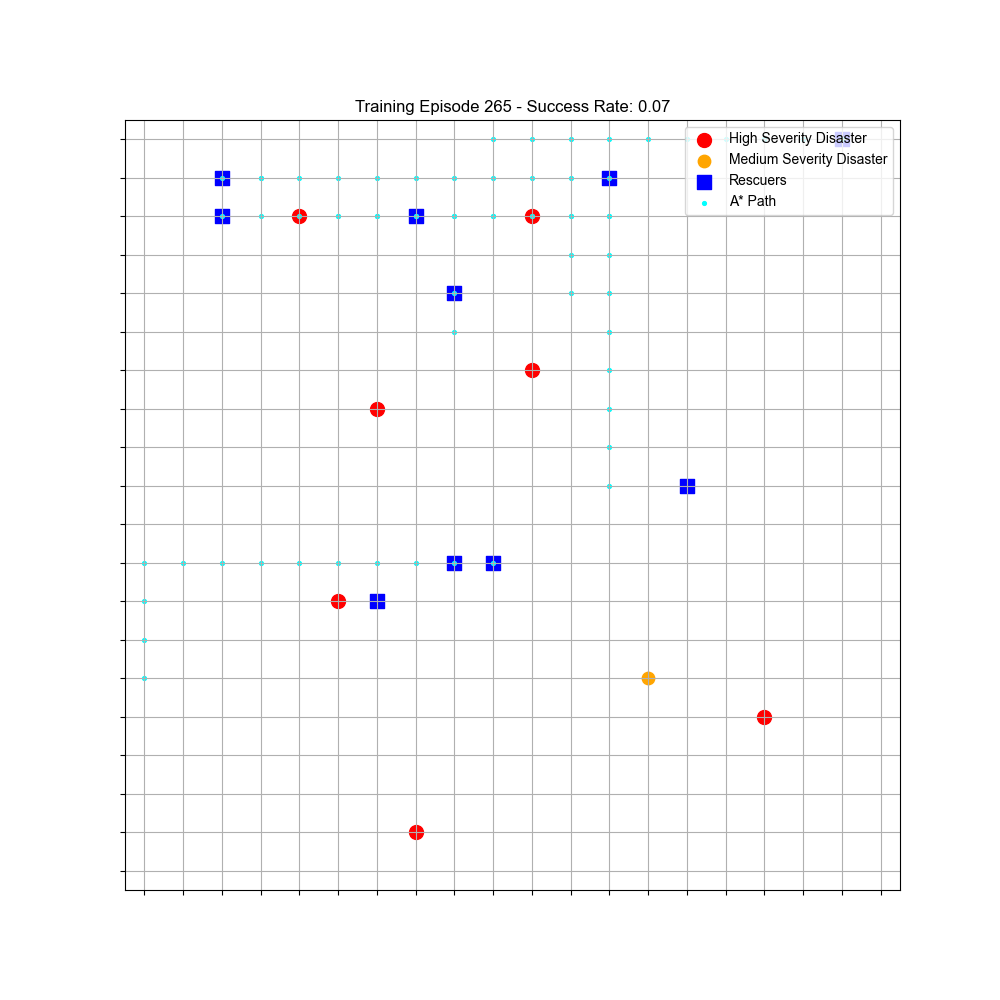 Training Episode 265 - Success Rate: 0.07
High Severity Disaster
Medium Severity Disaster
Rescuers
A* Path